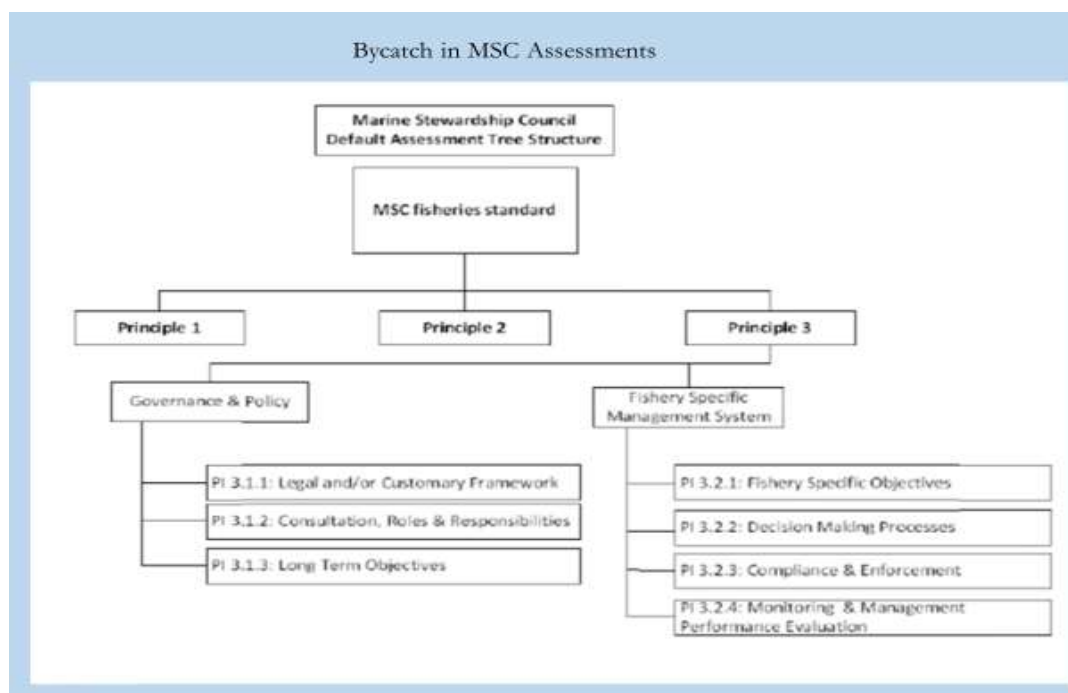 Bycatch in MSC Assessments
Marine Stewardship Council
Default Assessment Tree Structure
MSC fisheries standard
Principle 1
Principle 2
Principle 3
Governance & Policy
Fishery Specific
Management System
PI 3.1.1: Legal and/or Customary Framework
PI 3.1.2: Consultation, Roles & Responsibilities
PI 3.1.3: Long Term Objectives
PI 3.2.1: Fishery Specific Objectives
PI 3.2.2: Decision Making Processes
PI 3.2.3: Compliance & Enforcement
PI 3.2.4: Monitoring & Management
Performance Evaluation